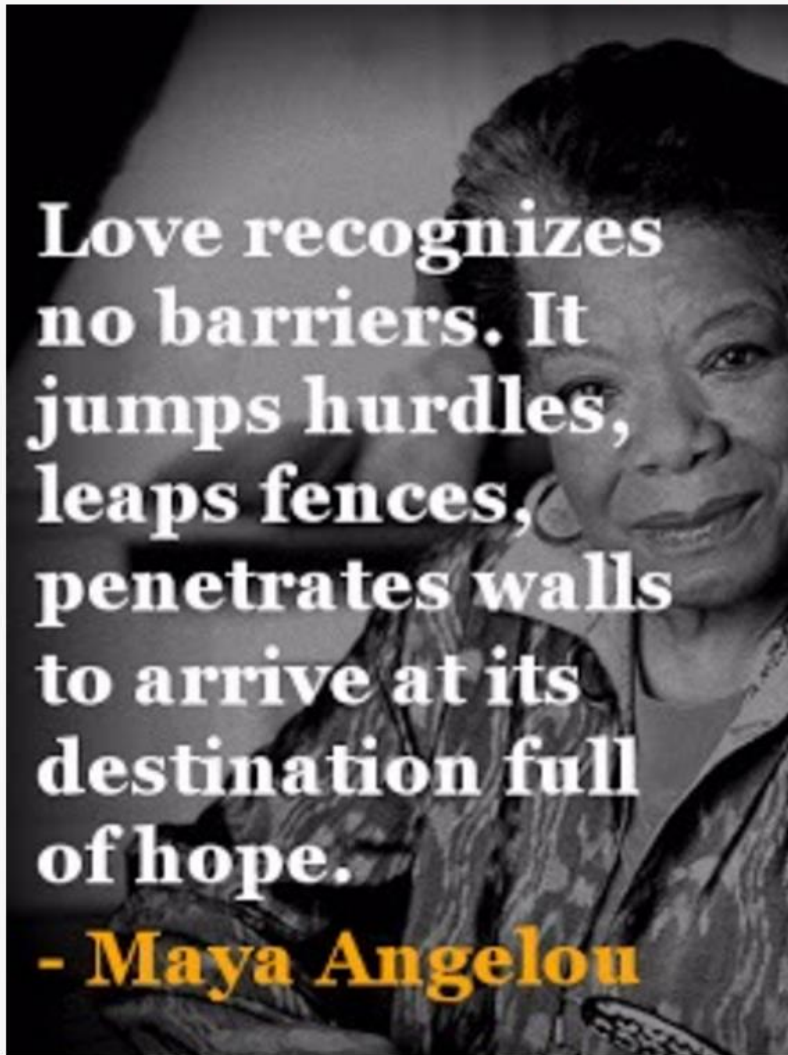 Love recognizes
no barriers. It
jumps hurdles,
leaps fences,
penetrates walls
to arrive at its
destination full
of hope.
- Maya Angelou